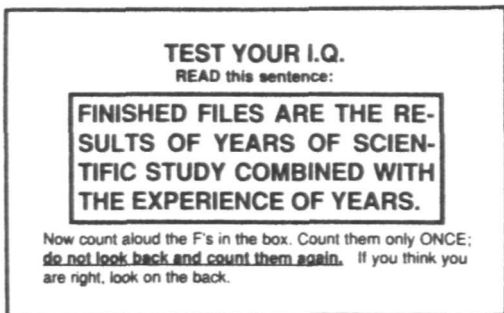 TEST YOUR I.Q.
READ this sentence:
FINISHED FILES ARE THE RE-
SULTS OF YEARS OF SCIEN-
TIFIC STUDY COMBINED WITH
THE EXPERIENCE OF YEARS.
Now count aloud the F's in the box. Count them only ONCE;
do not look back and count them again. If you think you
are right, look on the back.